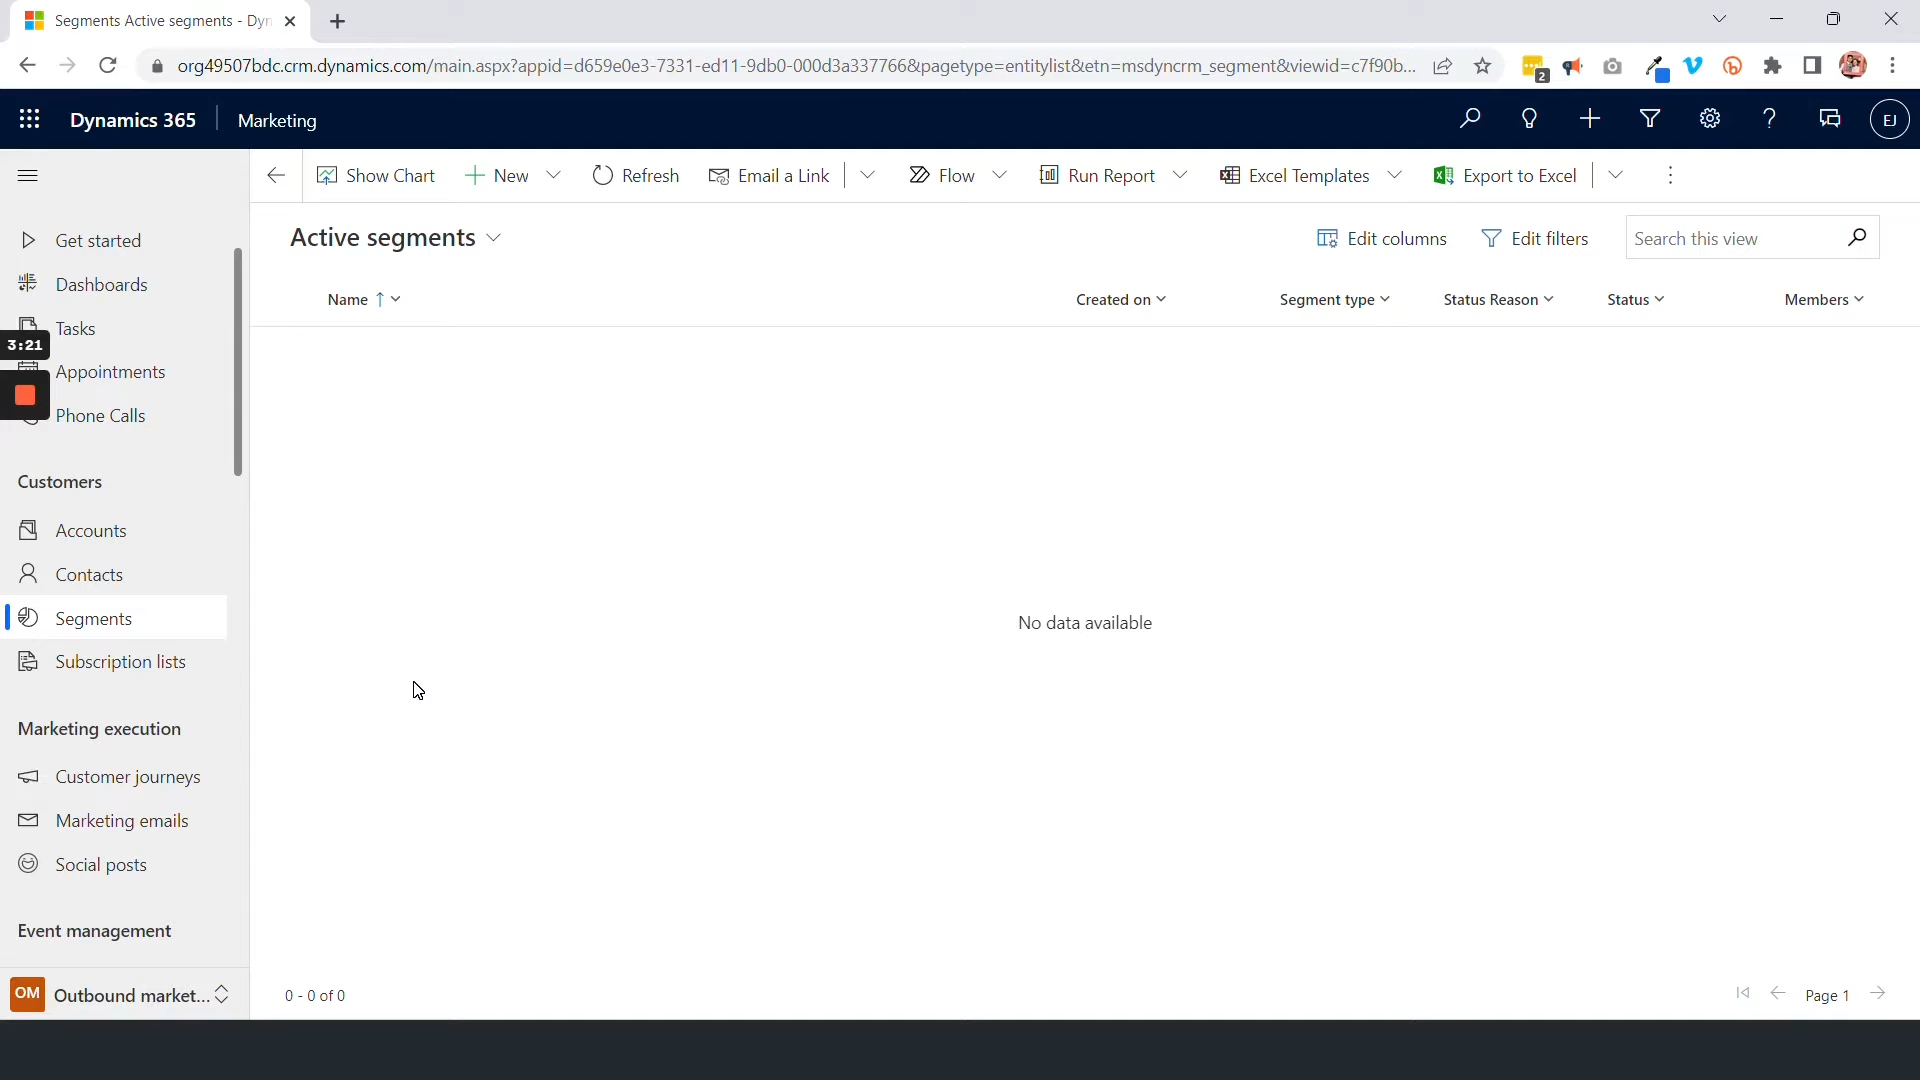 Segments Active segments - Dyn
org49507bdc.crm.dynamics.com/main.aspx?appid=d659e0e3-7331-ed11-9db0-000d3a337766&pagetype=entitylist&etn=msdyncrm_segment&viewid=c7f90b...
2
Dynamics 365
Marketing
EJ
Show Chart
New
Refresh
Email a Link
Flow
Run Report
Excel Templates
Export to Excel
Get started
Dashboards
Tasks
3:21
Appointments
Phone Calls
Customers
Accounts
Contacts
Segments
Subscription lists
Marketing execution
Customer journeys
Marketing emails
Social posts
Event management
OM
Outbound market...
Active segments
Edit columns
Edit filters
Search this view
Name
Created on
Segment type
Status Reason
Status
Members
No data available
0 - 0 of 0
Page 1